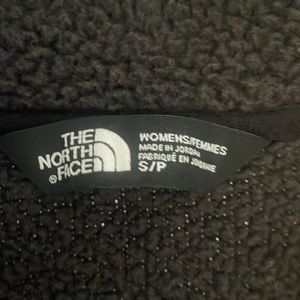 THE
NORTH
FACE
®
WOMENS/FEMMES
MADE IN JORDAN
FABRIQUÉ EN JORDANIE
S/P